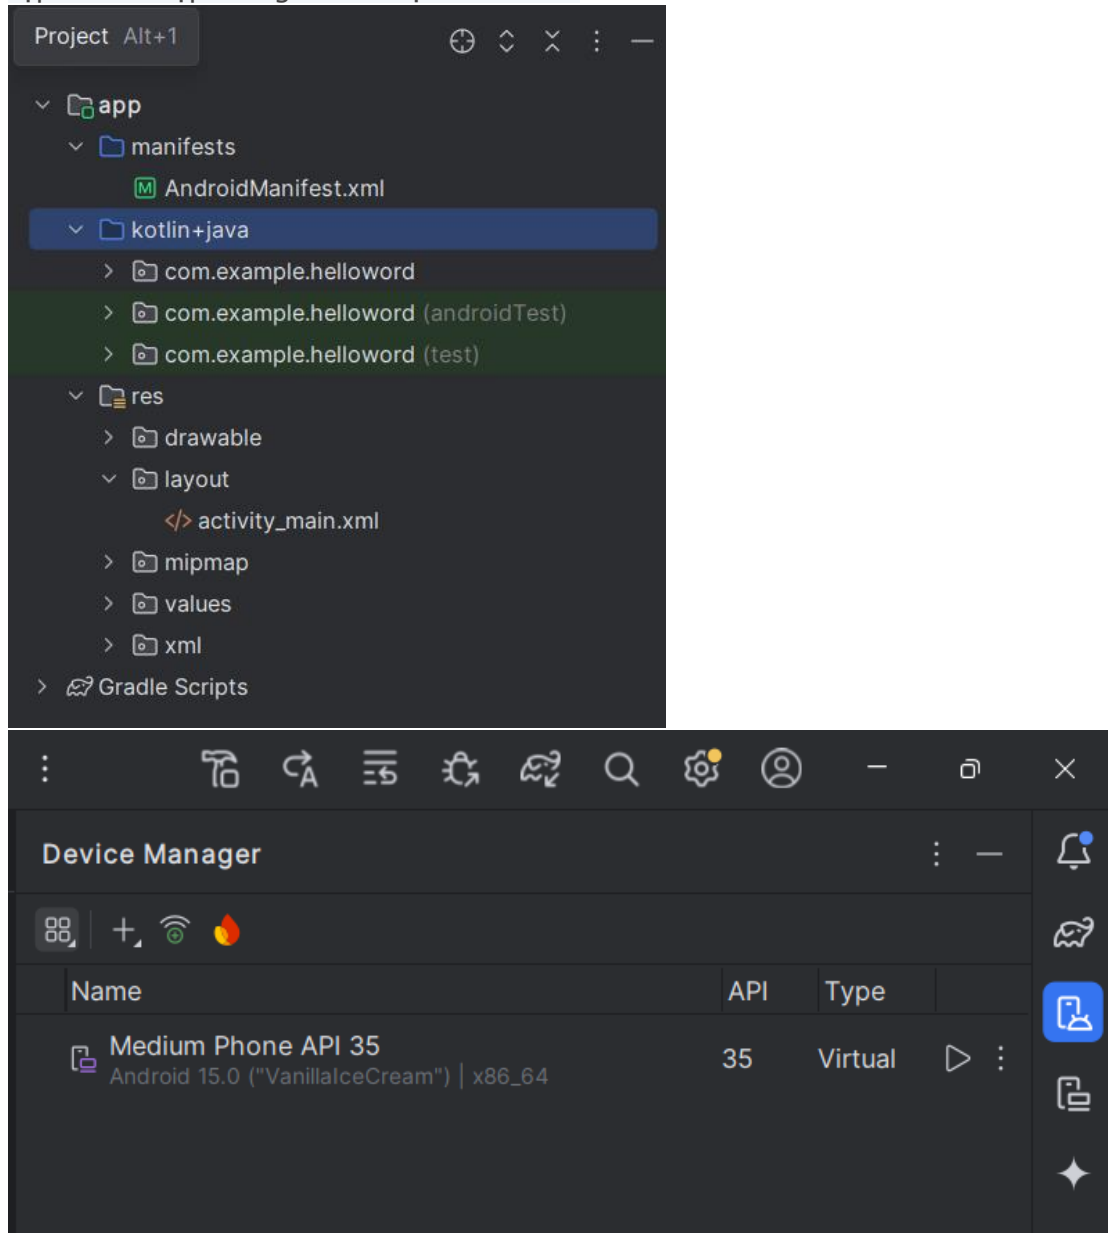 Project Alt+1
app
manifests
AndroidManifest.xml
kotlin+java
com.example.helloword
com.example.helloword (androidTest)
com.example.helloword (test)
res
drawable
layout
activity_main.xml
mipmap
values
xml
Gradle Scripts
Device Manager
Name API Type
Medium Phone API 35 35 Virtual
Android 15.0 ("VanillaIceCream") | x86_64